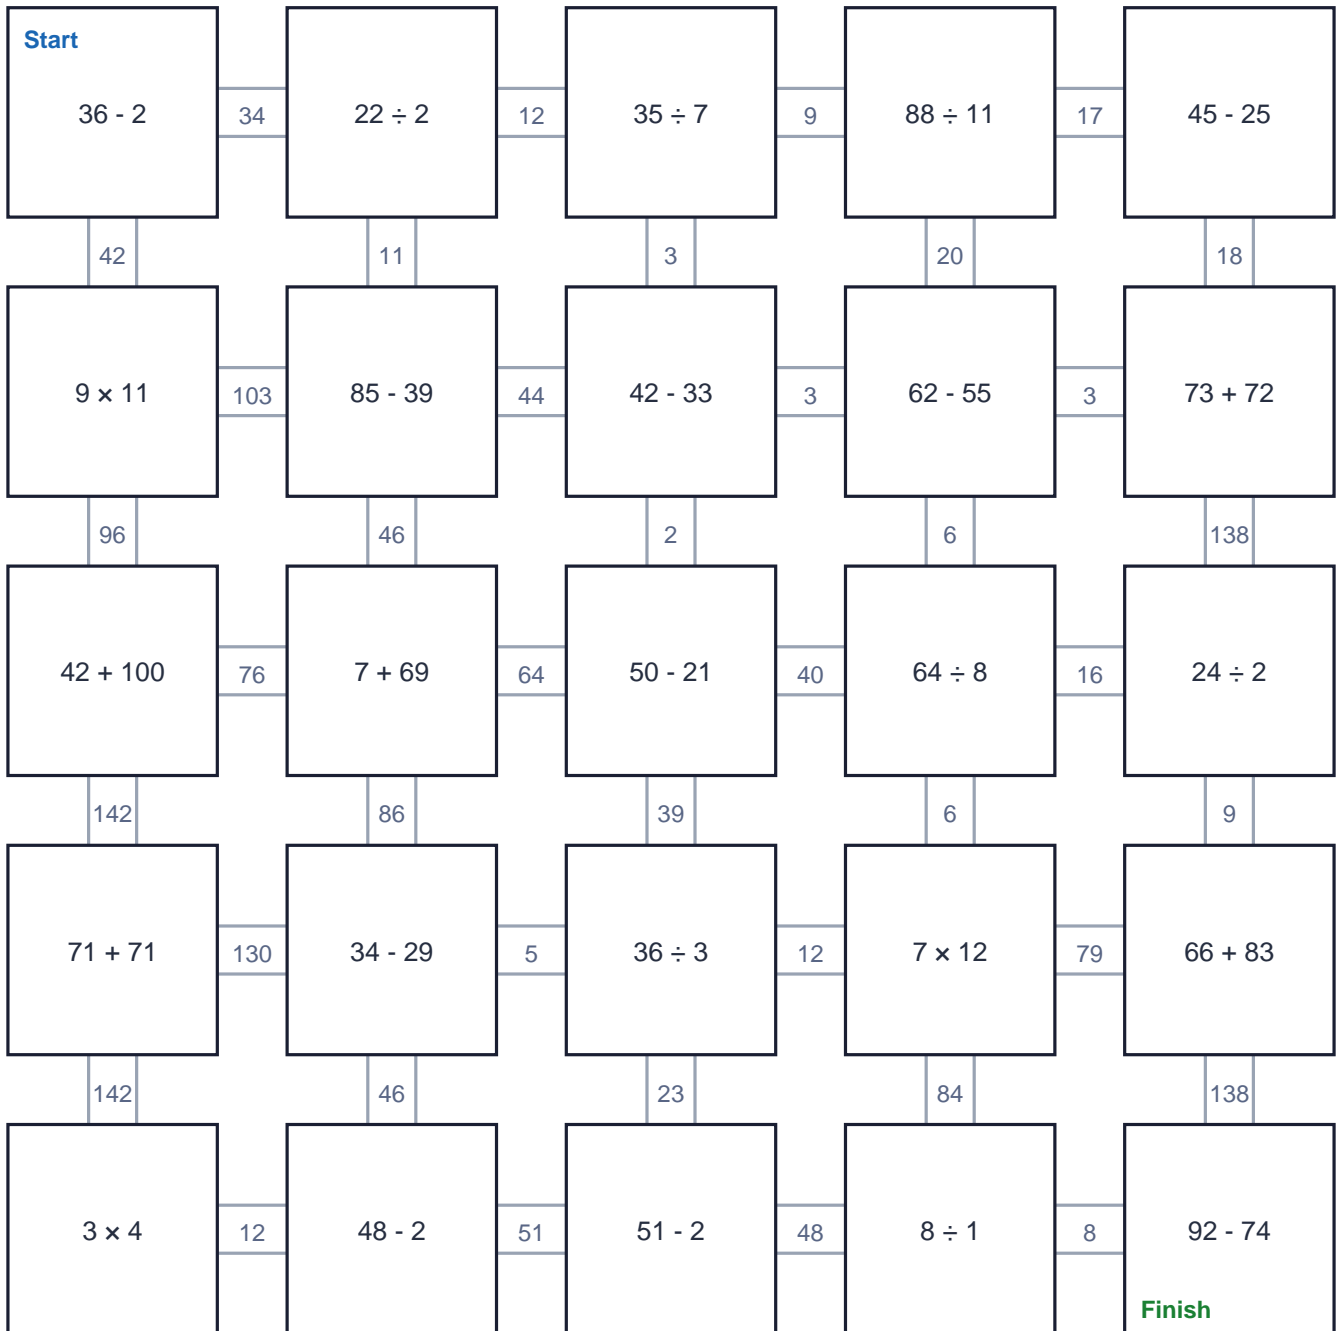 Start
36 - 2 34 22 ÷ 2 12 35 ÷ 7 9 88 ÷ 11 17 45 - 25
42 11 3 20 18
9 × 11 103 85 - 39 44 42 - 33 3 62 - 55 3 73 + 72
96 46 2 6 138
42 + 100 76 7 + 69 64 50 - 21 40 64 ÷ 8 16 24 ÷ 2
142 86 39 6 9
71 + 71 130 34 - 29 5 36 ÷ 3 12 7 × 12 79 66 + 83
142 46 23 84 138
3 × 4 12 48 - 2 51 51 - 2 48 8 ÷ 1 8 92 - 74
Finish